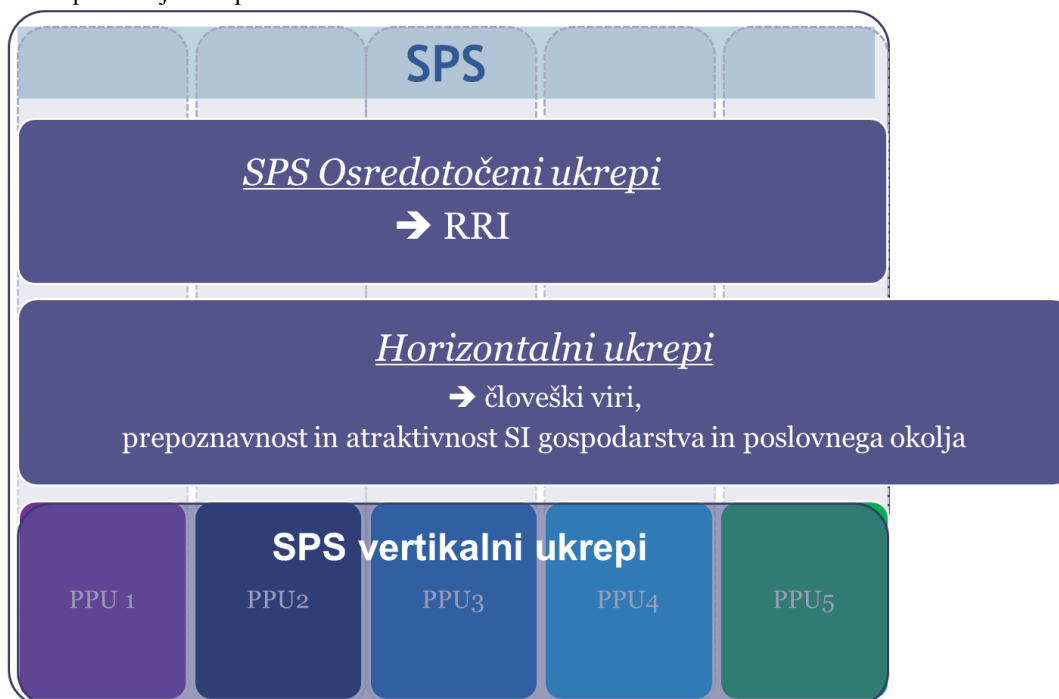 SPS
SPS Osredotočeni ukrepi
➔ RRI
Horizontalni ukrepi
➔ človeški viri,
prepoznavnost in atraktivnost SI gospodarstva in poslovnega okolja
SPS vertikalni ukrepi
PPU 1 PPU2 PPU3 PPU4 PPU5